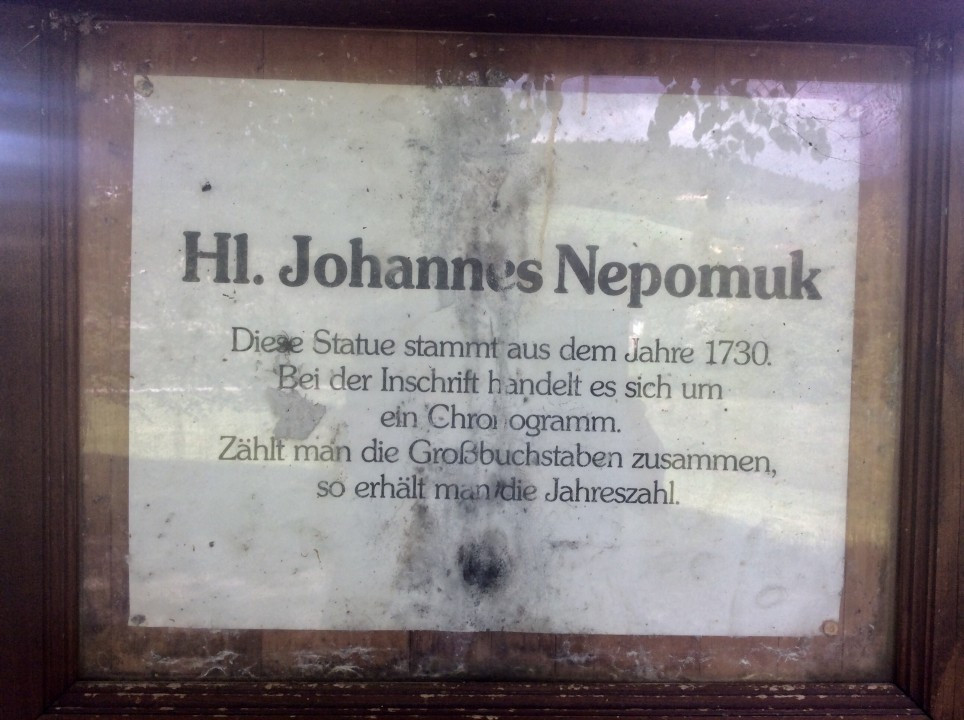 Hl. Johannes Nepomuk
Diese Statue stammt aus dem Jahre 1730.
Bei der Inschrift handelt es sich um
ein Chronogramm.
Zählt man die Großbuchstaben zusammen,
so erhält man die Jahreszahl.